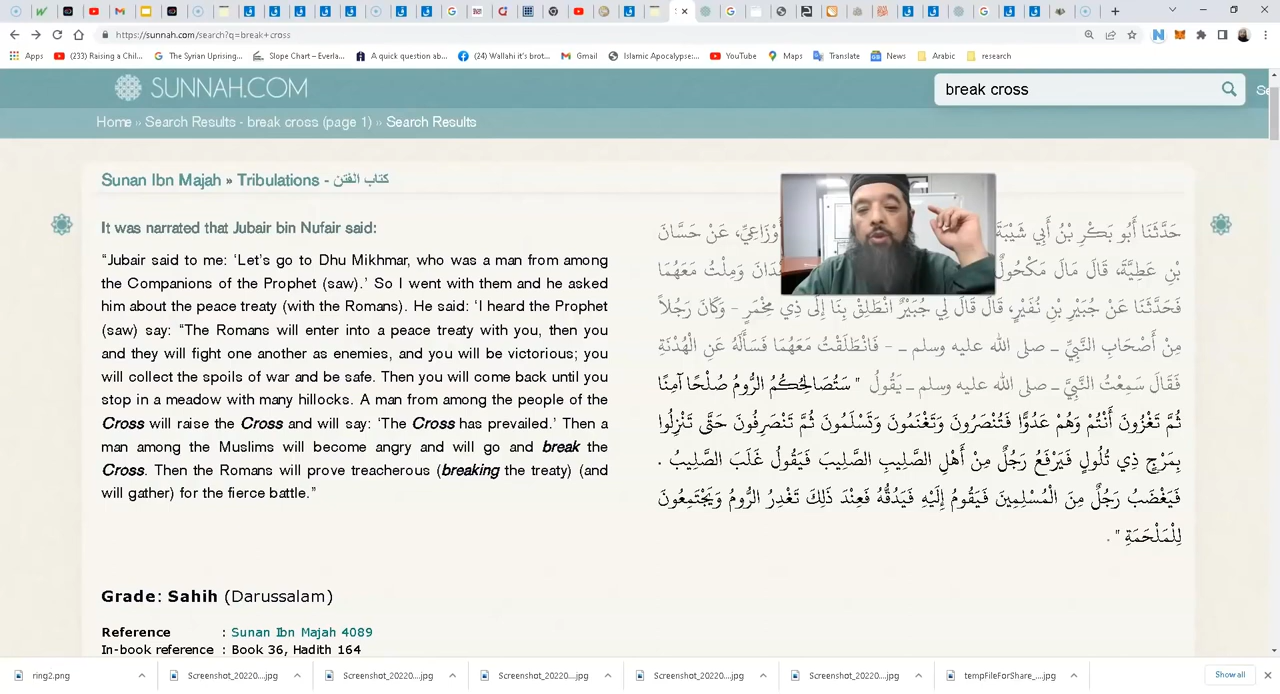 https://sunnah.com/search?q=break+cross
Apps
(233) Raising a Chil...
The Syrian Uprising...
Slope Chart – Everla...
A quick question ab...
(24) Wallahi it's brot...
Gmail
Islamic Apocalypse:...
YouTube
Maps
Translate
News
Arabic
research
SUNNAH.COM
break cross
Se
Home » Search Results - break cross (page 1) » Search Results
Sunan Ibn Majah » Tribulations - كتاب الفتن
It was narrated that Jubair bin Nufair said:
“Jubair said to me: ‘Let’s go to Dhu Mikhmar, who was a man from among
the Companions of the Prophet (saw).’ So I went with them and he asked
him about the peace treaty (with the Romans). He said: ‘I heard the Prophet
(saw) say: “The Romans will enter into a peace treaty with you, then you
and they will fight one another as enemies, and you will be victorious; you
will collect the spoils of war and be safe. Then you will come back until you
stop in a meadow with many hillocks. A man from among the people of the
Cross will raise the Cross and will say: ‘The Cross has prevailed.’ Then a
man among the Muslims will become angry and will go and break the
Cross. Then the Romans will prove treacherous (breaking the treaty) (and
will gather) for the fierce battle.”
حَدَّثَنَا أَبُو بَكْرِ بْنُ أَبِي شَيْبَةَ أَوْزَاعِيِّ، عَنْ حَسَّانَ
بْنِ عَطِيَّةَ، قَالَ مَالَ مَكْحُولٌ دَانَ وَمِلْتُ مَعَهُمَا
فَحَدَّثَنَا عَنْ جُبَيْرِ بْنِ نُفَيْرٍ، قَالَ قَالَ لِي جُبَيْرٌ انْطَلِقْ بِنَا إِلَى ذِي مِخْمَرٍ - وَكَانَ رَجُلاً
مِنْ أَصْحَابِ النَّبِيِّ ـ صلى الله عليه وسلم ـ - فَانْطَلَقْتُ مَعَهُمَا فَسَأَلَهُ عَنِ الْهُدْنَةِ
فَقَالَ سَمِعْتُ النَّبِيَّ ـ صلى الله عليه وسلم ـ يَقُولُ ‏"‏ سَتُصَالِحُكُمُ الرُّومُ صُلْحًا آمِنًا
ثُمَّ تَغْزُونَ أَنْتُمْ وَهُمْ عَدُوًّا فَتُنْصَرُونَ وَتَغْنَمُونَ وَتَسْلَمُونَ ثُمَّ تَنْصَرِفُونَ حَتَّى تَنْزِلُوا
بِمَرْجٍ ذِي تُلُولٍ فَيَرْفَعُ رَجُلٌ مِنْ أَهْلِ الصَّلِيبِ الصَّلِيبَ فَيَقُولُ غَلَبَ الصَّلِيبُ .
فَيَغْضَبُ رَجُلٌ مِنَ الْمُسْلِمِينَ فَيَقُومُ إِلَيْهِ فَيَدُقُّهُ فَعِنْدَ ذَلِكَ تَغْدِرُ الرُّومُ وَيَجْتَمِعُونَ
لِلْمَلْحَمَةِ " .
Grade: Sahih (Darussalam)
Reference : Sunan Ibn Majah 4089
In-book reference : Book 36, Hadith 164
ring2.png
Screenshot_20220....jpg
Screenshot_20220....jpg
Screenshot_20220....jpg
Screenshot_20220....jpg
Screenshot_20220....jpg
tempFileForShare_....jpg
Show all